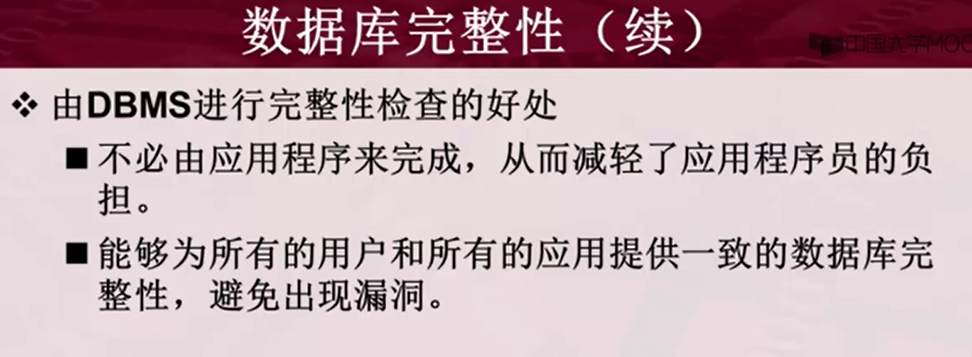 数据库完整性（续）
中国大学MOO
❖ 由DBMS进行完整性检查的好处
■ 不必由应用程序来完成，从而减轻了应用程序员的负
担。
■ 能够为所有的用户和所有的应用提供一致的数据库完
整性，避免出现漏洞。